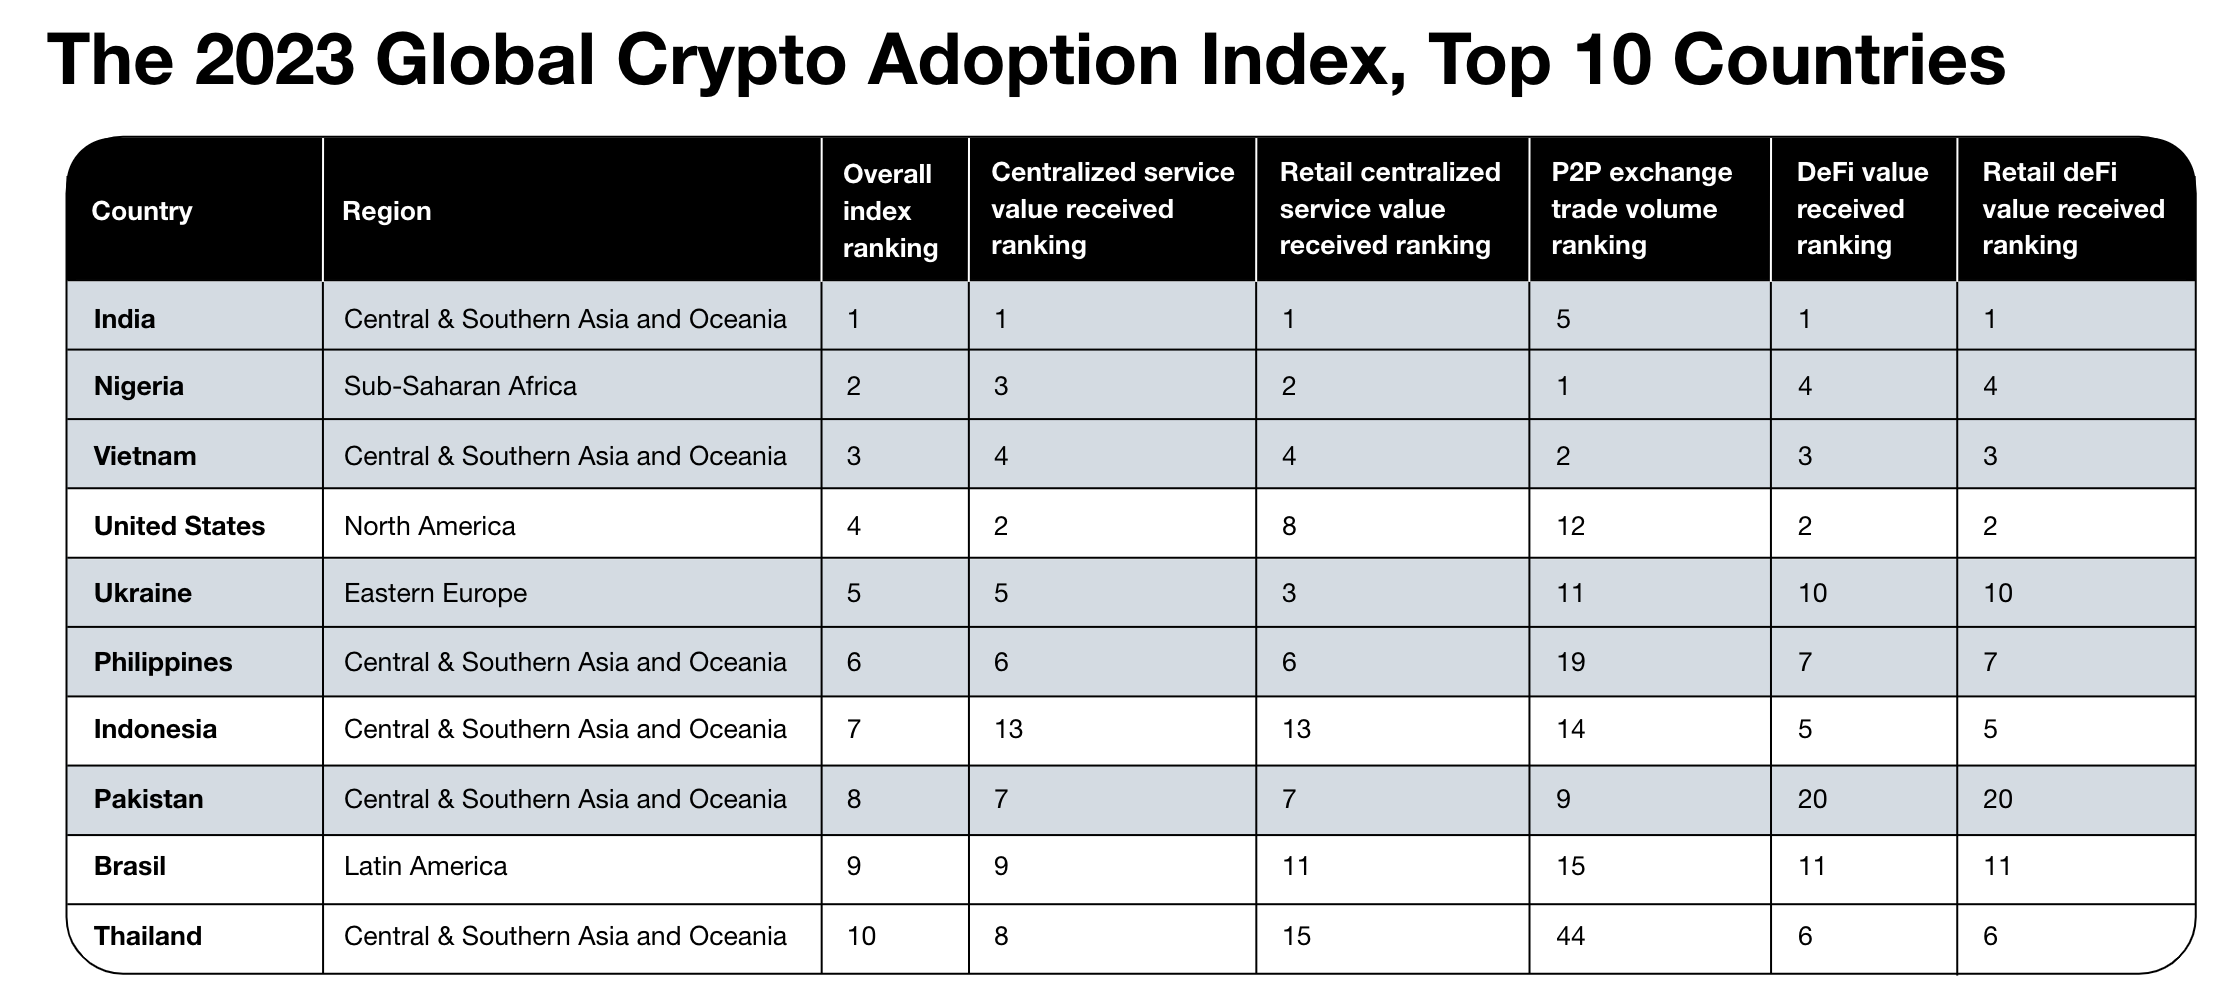 The 2023 Global Crypto Adoption Index, Top 10 Countries
Country Region Overall index ranking Centralized service value received ranking Retail centralized service value received ranking P2P exchange trade volume ranking DeFi value received ranking Retail deFi value received ranking
India Central & Southern Asia and Oceania 1 1 1 5 1 1
Nigeria Sub-Saharan Africa 2 3 2 1 4 4
Vietnam Central & Southern Asia and Oceania 3 4 4 2 3 3
United States North America 4 2 8 12 2 2
Ukraine Eastern Europe 5 5 3 11 10 10
Philippines Central & Southern Asia and Oceania 6 6 6 19 7 7
Indonesia Central & Southern Asia and Oceania 7 13 13 14 5 5
Pakistan Central & Southern Asia and Oceania 8 7 7 9 20 20
Brasil Latin America 9 9 11 15 11 11
Thailand Central & Southern Asia and Oceania 10 8 15 44 6 6